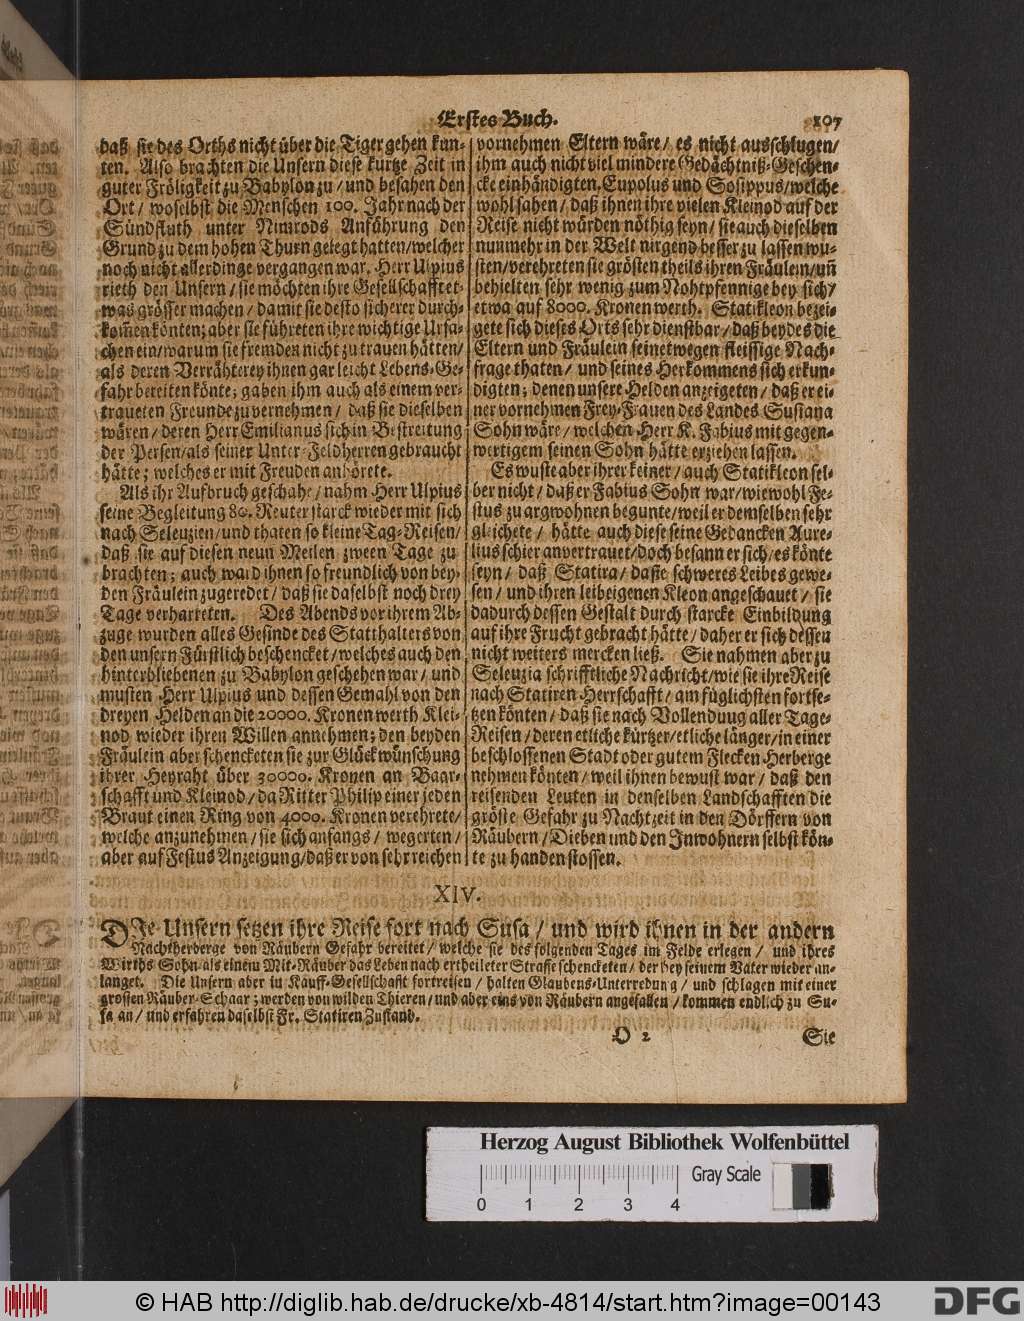 Erstes Buch. 107
daß sie des Orths nicht über die Tiger gehen kun-
ten. Also brachten die Unsern diese kurtze Zeit in
guter Fröligkeit zu Babylon zu / und besahen den
Ort / woselbst die Menschen 100. Jahr nach der
Sündfluth unter Nimrods Anführung den
Grund zu dem hohen Thurn gelegt hatten/welcher
noch nicht allerdinge vergangen war. Herr Ulpius
rieth den Unsern / sie möchten ihre Gesellschafft et-
was grösser machen / damit sie desto sicherer durch-
kom̃en könten; aber sie führeten ihre wichtige Ursa-
chen ein/warum sie fremden nicht zu trauen hätten/
als deren Verrähterey ihnen gar leicht Lebens-Ge-
fahr bereiten könte; gaben ihm auch als einem ver-
traueten Freunde zu vernehmen / daß sie dieselben
wären / deren Herr Emilianus sich in Bestreitung
der Persen/als seiner Unter-Feldherren gebraucht
hätte; welches er mit Freuden anhörete.
Als ihr Aufbruch geschahe / nahm Herr Ulpius
seine Begleitung 80. Reuter starck wieder mit sich
nach Seleuzien/und thaten so kleine Tag-Reisen/
daß sie auf diesen neun Meilen zween Tage zu
brachten; auch ward ihnen so freundlich von bey-
den Fräulein zugeredet / daß sie daselbst noch drey
Tage verharreten. Des Abends vor ihrem Ab-
zuge wurden alles Gesinde des Statthalters von
den unsern Fürstlich beschencket/welches auch den
hinterbliebenen zu Babylon geschehen war / und
musten Herr Ulpius und dessen Gemahl von den
dreyen Helden an die 20000. Kronen werth Klei-
nod wieder ihren Willen annehmen; den beyden
Fräulein aber schencketen sie zur Glückwünschung
ihrer Heyraht über 30000. Kronen an Baar-
schafft und Kleinod / da Ritter Philip einer jeden
Braut einen Ring von 4000. Kronen verehrete/
welche anzunehmen / sie sich anfangs / wegerten /
aber auf Festus Anzeigung/daß er von sehr reichen
vornehmen Eltern wäre / es nicht ausschlugen/
ihm auch nicht viel mindere Gedächtniß-Geschen-
cke einhändigten. Eupolus und Sosippus/welche
wohl sahen / daß ihnen ihre vielen Kleinod auf der
Reise nicht würden nöthig seyn / sie auch dieselben
nunmehr in der Welt nirgend besser zu lassen wu-
sten/verehreten sie grösten theils ihren Fräulein/uñ
behielten sehr wenig zum Nohtpfennige bey sich/
etwa auf 8000. Kronen werth. Statikleon bezei-
gete sich dieses Orts sehr dienstbar / daß beydes die
Eltern und Fräulein seinetwegen fleissige Nach-
frage thaten / und seines Herkommens sich erkun-
digten; denen unsere Helden anzeigeten / daß er ei-
ner vornehmen Frey-Frauen des Landes Susiana
Sohn wäre / welchen Herr K. Fabius mit gegen-
wertigem seinen Sohn hätte erziehen lassen.
Es wuste aber ihrer keiner / auch Statikleon sel-
ber nicht / daß er Fabius Sohn war/wiewohl Fe-
stus zu argwohnen begunte/weil er demselben sehr
gleichete / hätte auch diese seine Gedancken Aure-
lius schier anvertrauet/doch besann er sich/es könte
seyn / daß Statira / da sie schweres Leibes gewe-
sen / und ihren leibeigenen Kleon angeschauet / sie
dadurch dessen Gestalt durch starcke Einbildung
auf ihre Frucht gebracht hätte / daher er sich dessen
nicht weiters mercken ließ. Sie nahmen aber zu
Seleuzia schrifftliche Nachricht/wie sie ihre Reise
nach Statiren Herrschafft / am füglichsten fortse-
tzen könten / daß sie nach Vollenduug aller Tage-
Reisen / deren etliche kürtzer/etliche länger/in einer
beschlossenen Stadt oder gutem Flecken Herberge
nehmen könten / weil ihnen bewust war / daß den
reisenden Leuten in denselben Landschafften die
gröste Gefahr zu Nachtzeit in den Dörffern von
Räubern / Dieben und den Inwohnern selbst kön-
te zu handen stossen.
XIV.
DIe Unsern setzen ihre Reise fort nach Susa / und wird ihnen in der andern
Nachtherberge von Räubern Gefahr bereitet / welche sie des folgenden Tages im Felde erlegen / und ihres
Wirths Sohn als einem Mit-Räuber das Leben nach ertheileter Straffe schencketen / der bey seinem Vater wieder an-
langet. Die Unsern aber in Kauff-Gesellschafft fortreisen / halten Glaubens-Unterredung / und schlagen mit einer
grossen Räuber-Schaar; werden von wilden Thieren / und aber eins von Räubern angefallen / kommen endlich zu Su-
sa an / und erfahren daselbst Fr. Statiren Zustand.
O 2 Sie
Herzog August Bibliothek Wolfenbüttel
Gray Scale
0 1 2 3 4
© HAB http://diglib.hab.de/drucke/xb-4814/start.htm?image=00143
DFG